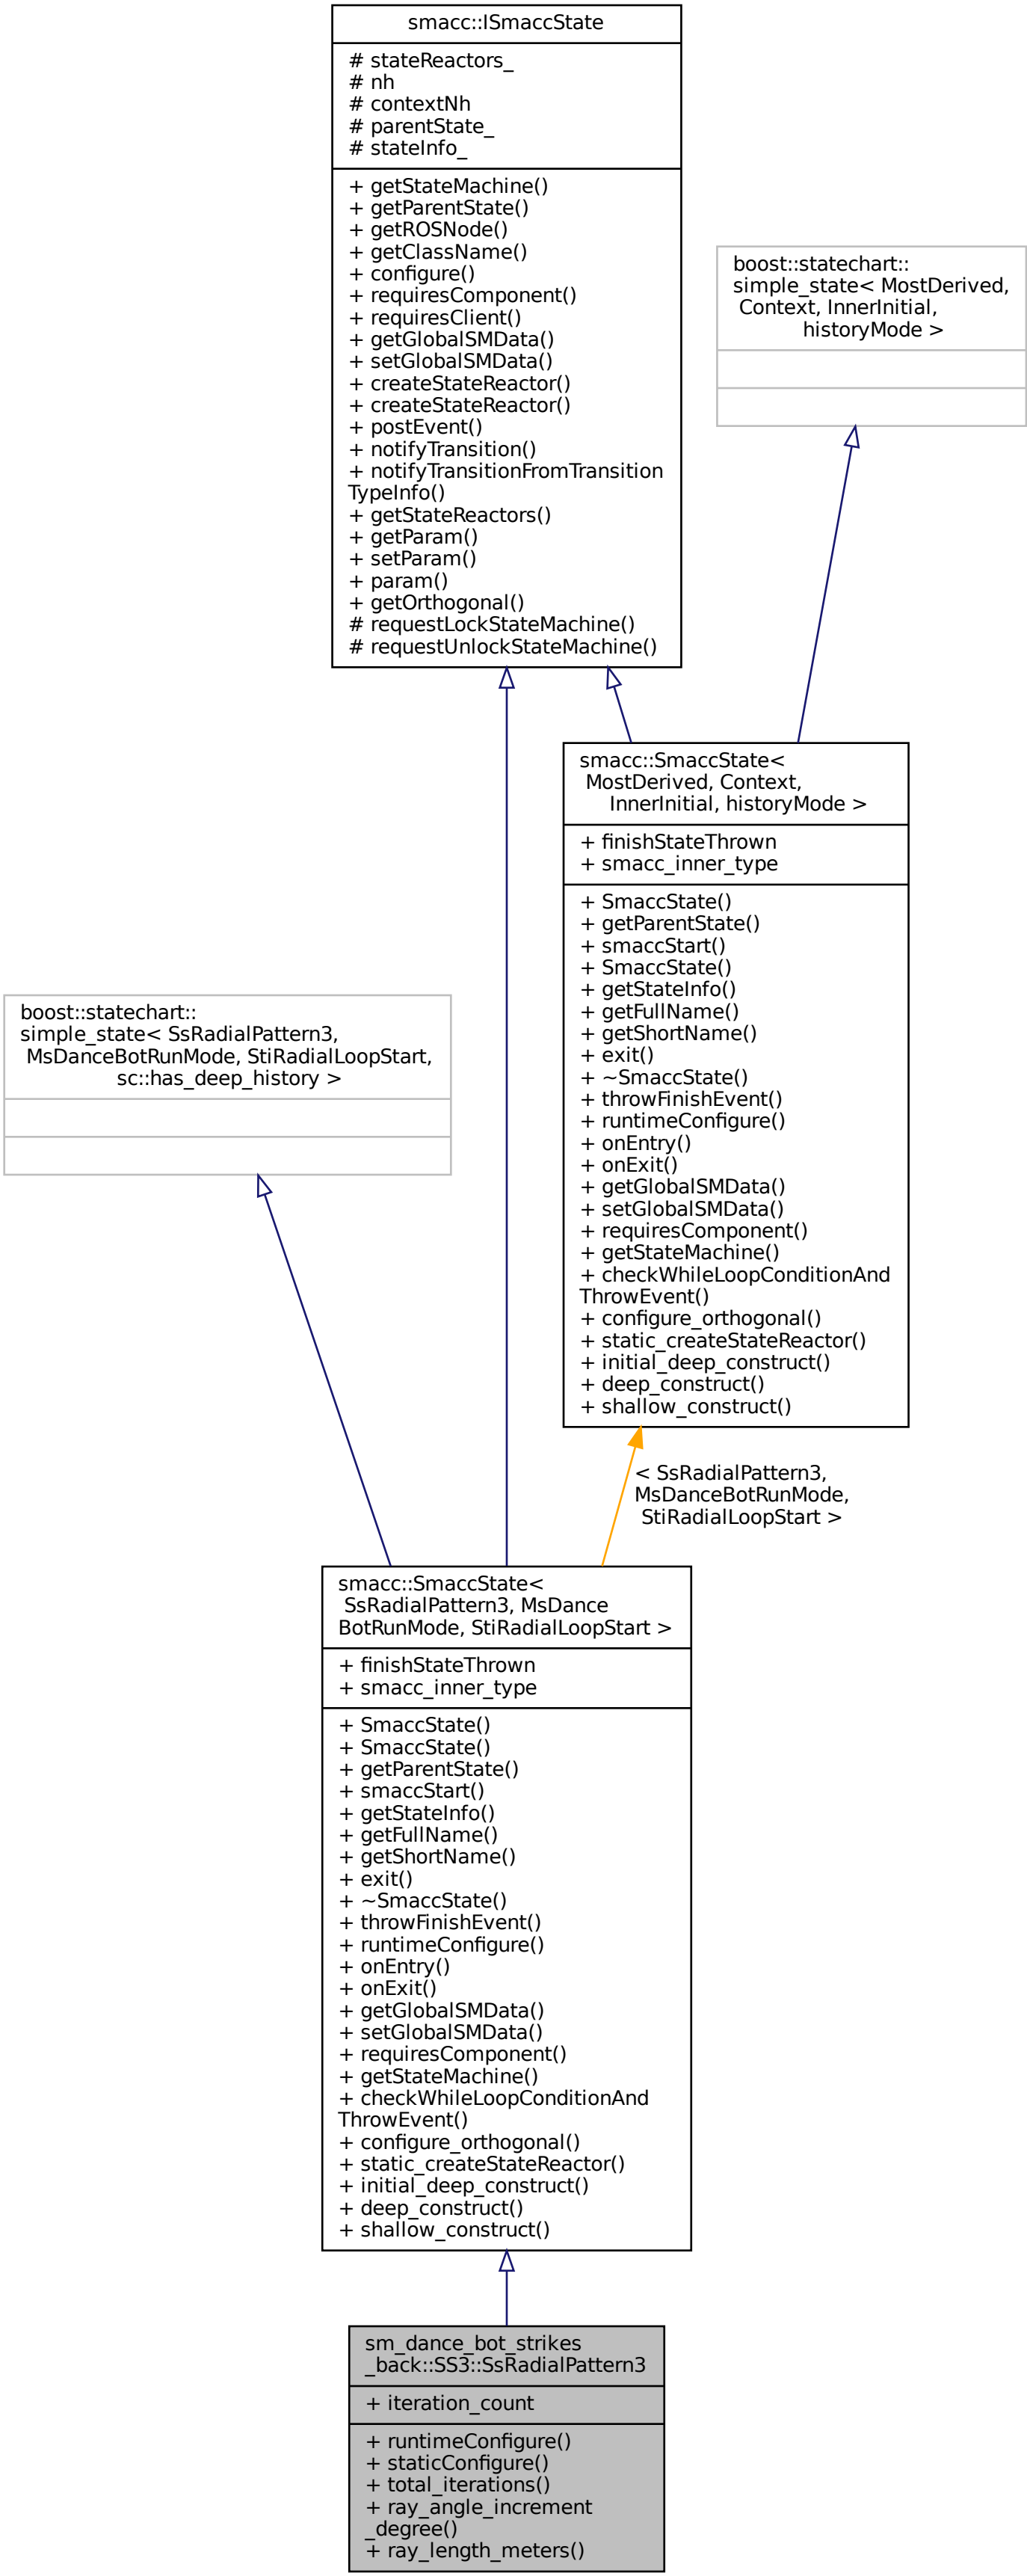 smacc::ISmaccState
# stateReactors_
# nh
# contextNh
# parentState_
# stateInfo_
+ getStateMachine()
+ getParentState()
+ getROSNode()
+ getClassName()
+ configure()
+ requiresComponent()
+ requiresClient()
+ getGlobalSMData()
+ setGlobalSMData()
+ createStateReactor()
+ createStateReactor()
+ postEvent()
+ notifyTransition()
+ notifyTransitionFromTransition
TypeInfo()
+ getStateReactors()
+ getParam()
+ setParam()
+ param()
+ getOrthogonal()
# requestLockStateMachine()
# requestUnlockStateMachine()
boost::statechart::
simple_state< MostDerived,
Context, InnerInitial,
historyMode >
smacc::SmaccState<
MostDerived, Context,
InnerInitial, historyMode >
+ finishStateThrown
+ smacc_inner_type
+ SmaccState()
+ getParentState()
+ smaccStart()
+ SmaccState()
+ getStateInfo()
+ getFullName()
+ getShortName()
+ exit()
+ ~SmaccState()
+ throwFinishEvent()
+ runtimeConfigure()
+ onEntry()
+ onExit()
+ getGlobalSMData()
+ setGlobalSMData()
+ requiresComponent()
+ getStateMachine()
+ checkWhileLoopConditionAnd
ThrowEvent()
+ configure_orthogonal()
+ static_createStateReactor()
+ initial_deep_construct()
+ deep_construct()
+ shallow_construct()
boost::statechart::
simple_state< SsRadialPattern3,
MsDanceBotRunMode, StiRadialLoopStart,
sc::has_deep_history >
< SsRadialPattern3,
MsDanceBotRunMode,
StiRadialLoopStart >
smacc::SmaccState<
SsRadialPattern3, MsDance
BotRunMode, StiRadialLoopStart >
+ finishStateThrown
+ smacc_inner_type
+ SmaccState()
+ SmaccState()
+ getParentState()
+ smaccStart()
+ getStateInfo()
+ getFullName()
+ getShortName()
+ exit()
+ ~SmaccState()
+ throwFinishEvent()
+ runtimeConfigure()
+ onEntry()
+ onExit()
+ getGlobalSMData()
+ setGlobalSMData()
+ requiresComponent()
+ getStateMachine()
+ checkWhileLoopConditionAnd
ThrowEvent()
+ configure_orthogonal()
+ static_createStateReactor()
+ initial_deep_construct()
+ deep_construct()
+ shallow_construct()
sm_dance_bot_strikes
_back::SS3::SsRadialPattern3
+ iteration_count
+ runtimeConfigure()
+ staticConfigure()
+ total_iterations()
+ ray_angle_increment
_degree()
+ ray_length_meters()